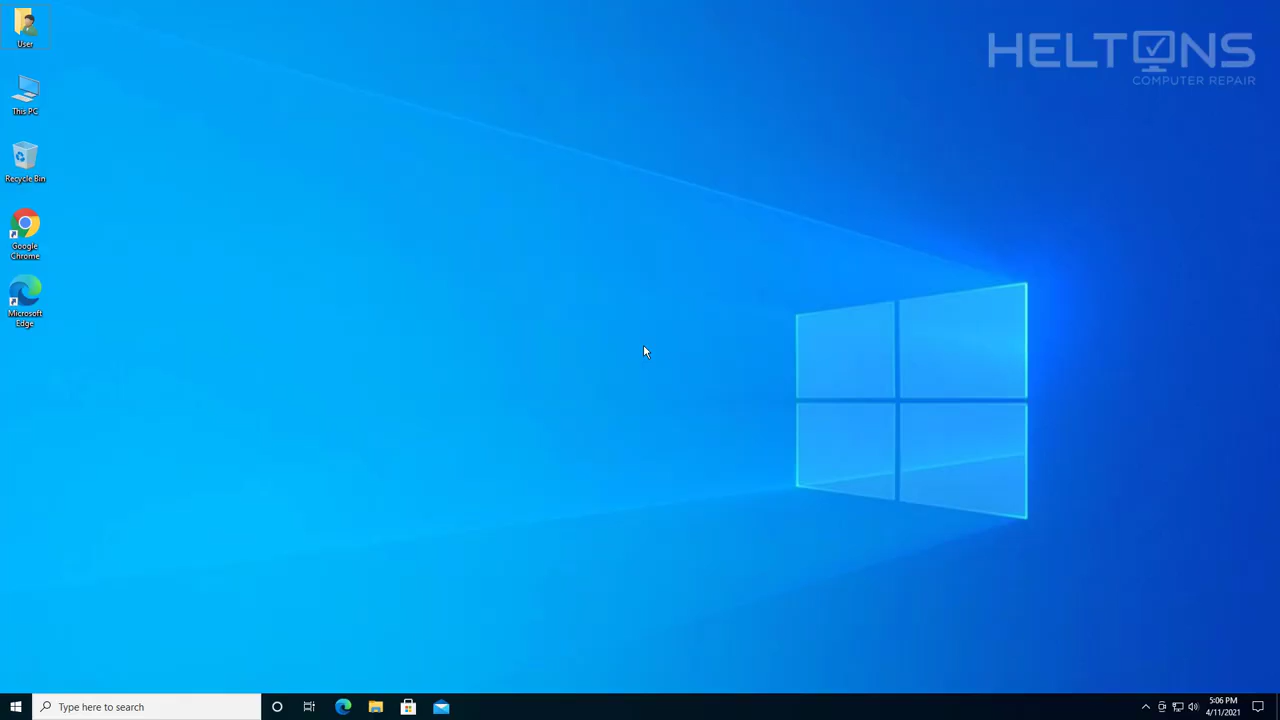 User
HELTONS
COMPUTER REPAIR
This PC
Recycle Bin
Google
Chrome
Microsoft
Edge
Type here to search
5:06 PM
4/11/2021